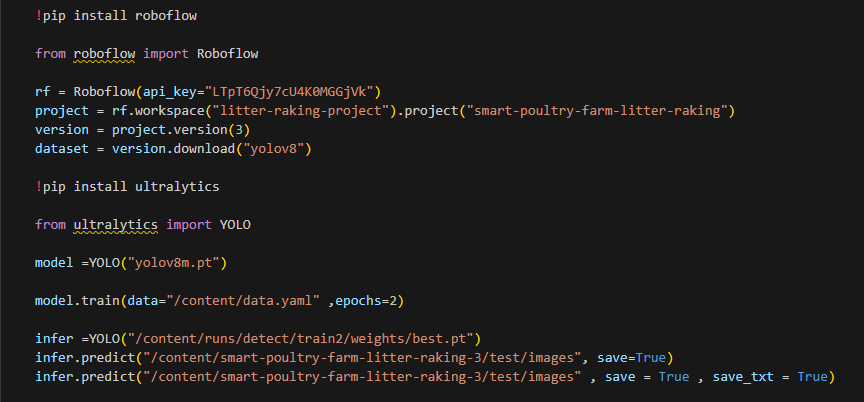 !pip install roboflow
from roboflow import Roboflow
rf = Roboflow(api_key="LTpT6Qjy7cU4K0MGGjVk")
project = rf.workspace("litter-raking-project").project("smart-poultry-farm-litter-raking")
version = project.version(3)
dataset = version.download("yolov8")
!pip install ultralytics
from ultralytics import YOLO
model =YOLO("yolov8m.pt")
model.train(data="/content/data.yaml" ,epochs=2)
infer =YOLO("/content/runs/detect/train2/weights/best.pt")
infer.predict("/content/smart-poultry-farm-litter-raking-3/test/images", save=True)
infer.predict("/content/smart-poultry-farm-litter-raking-3/test/images" , save = True , save_txt = True)